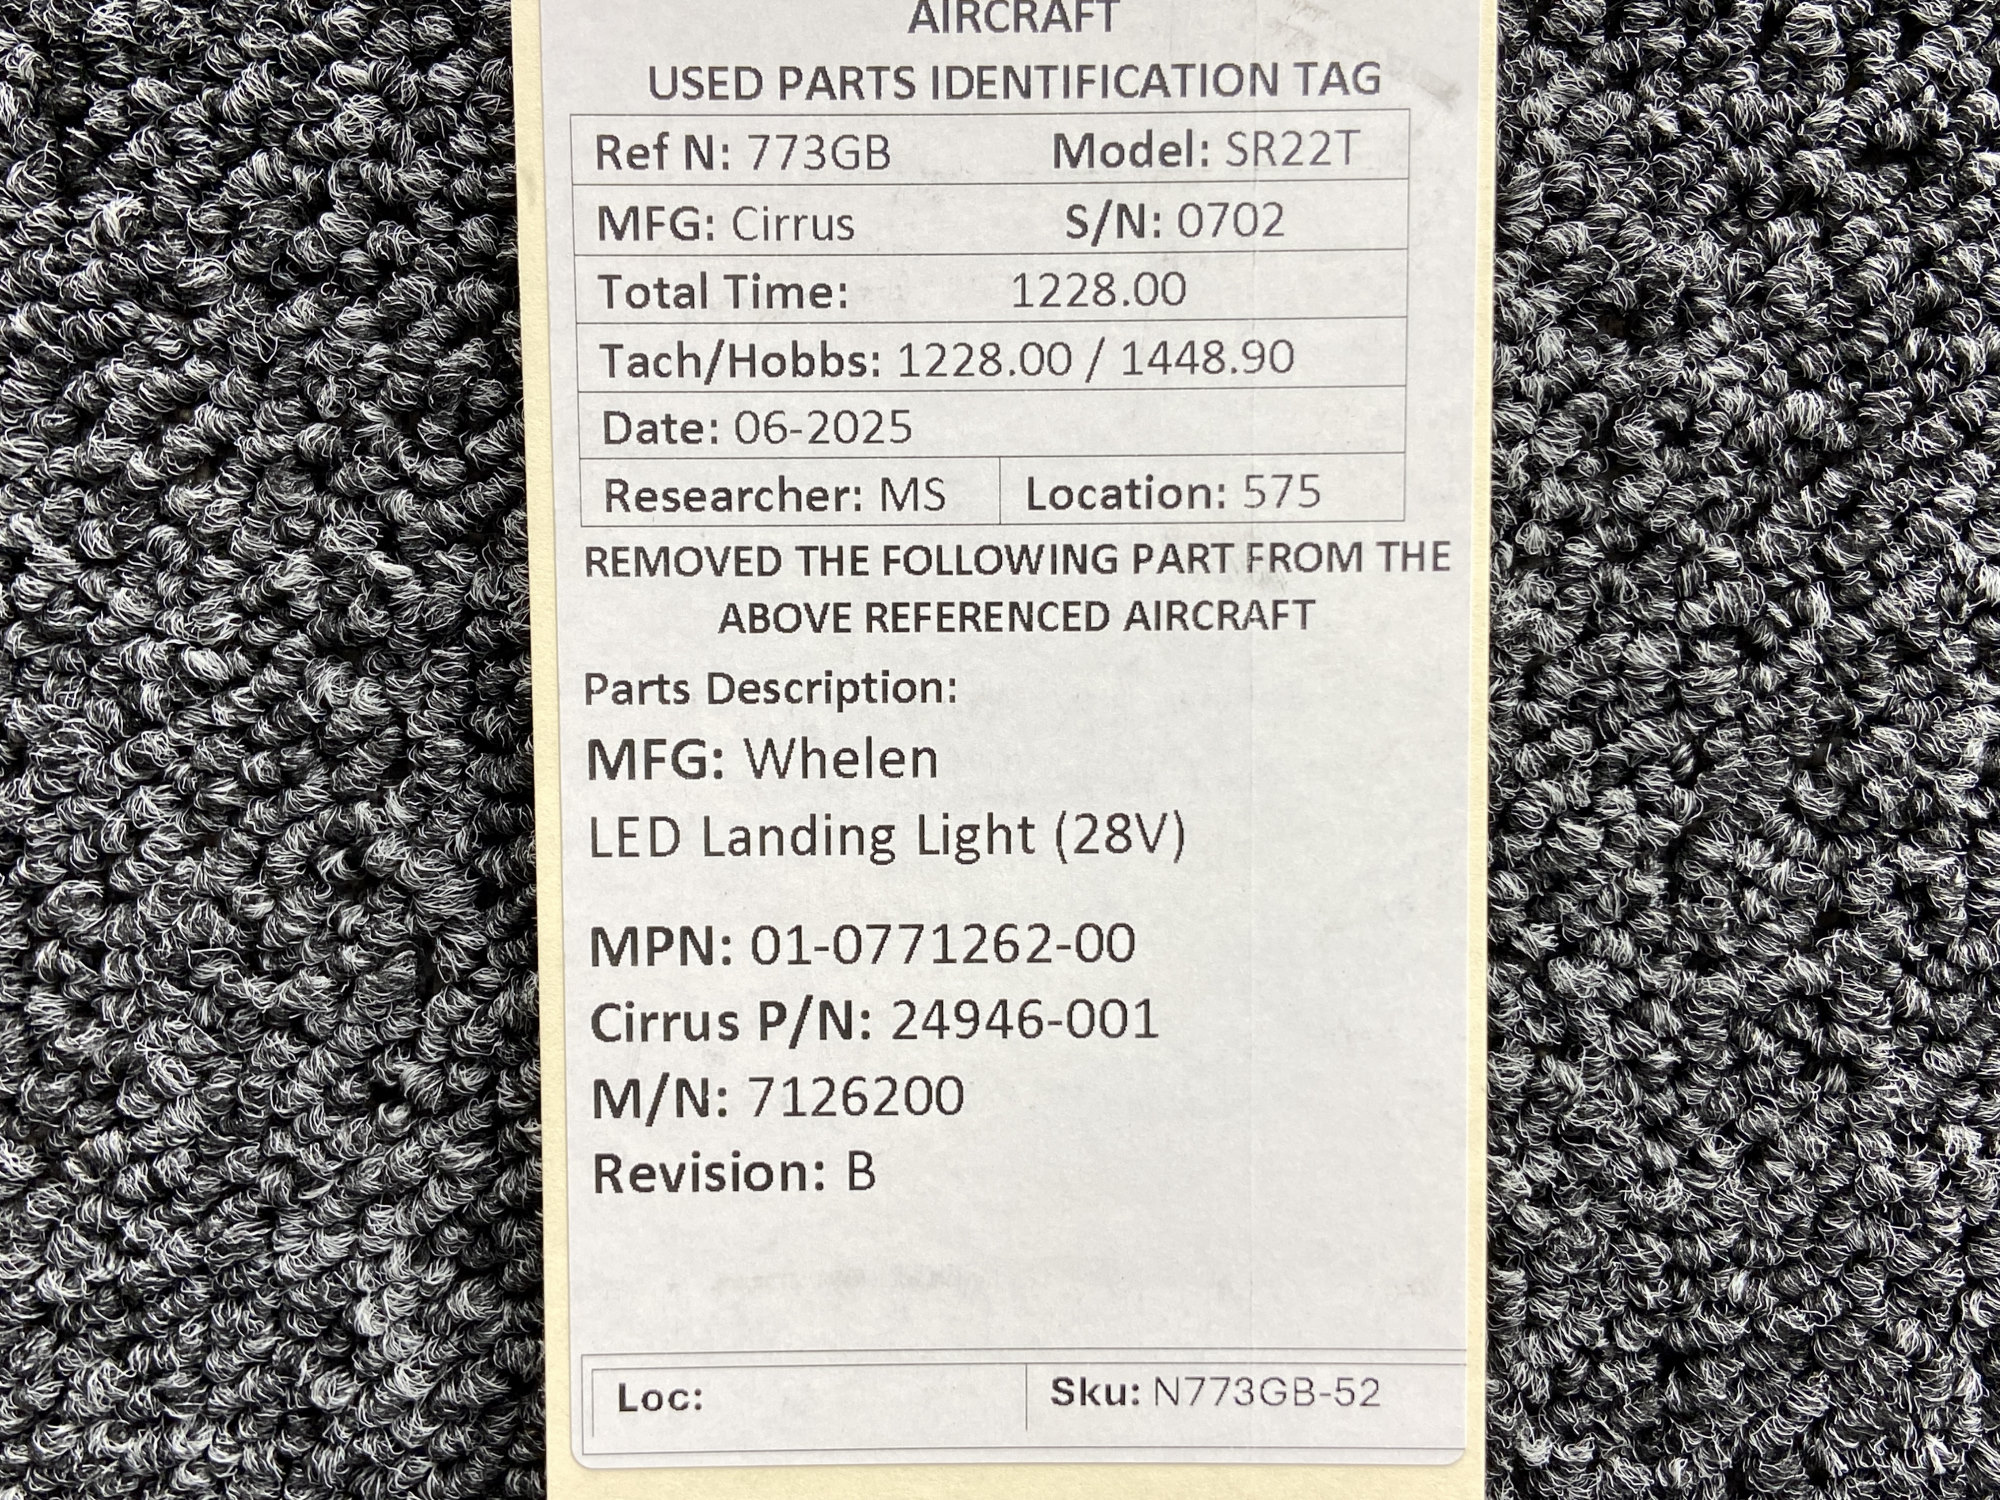 AIRCRAFT
USED PARTS IDENTIFICATION TAG
Ref N: 773GB Model: SR22T
MFG: Cirrus S/N: 0702
Total Time: 1228.00
Tach/Hobbs: 1228.00 / 1448.90
Date: 06-2025
Researcher: MS Location: 575
REMOVED THE FOLLOWING PART FROM THE
ABOVE REFERENCED AIRCRAFT
Parts Description:
MFG: Whelen
LED Landing Light (28V)
MPN: 01-0771262-00
Cirrus P/N: 24946-001
M/N: 7126200
Revision: B
Loc: Sku: N773GB-52